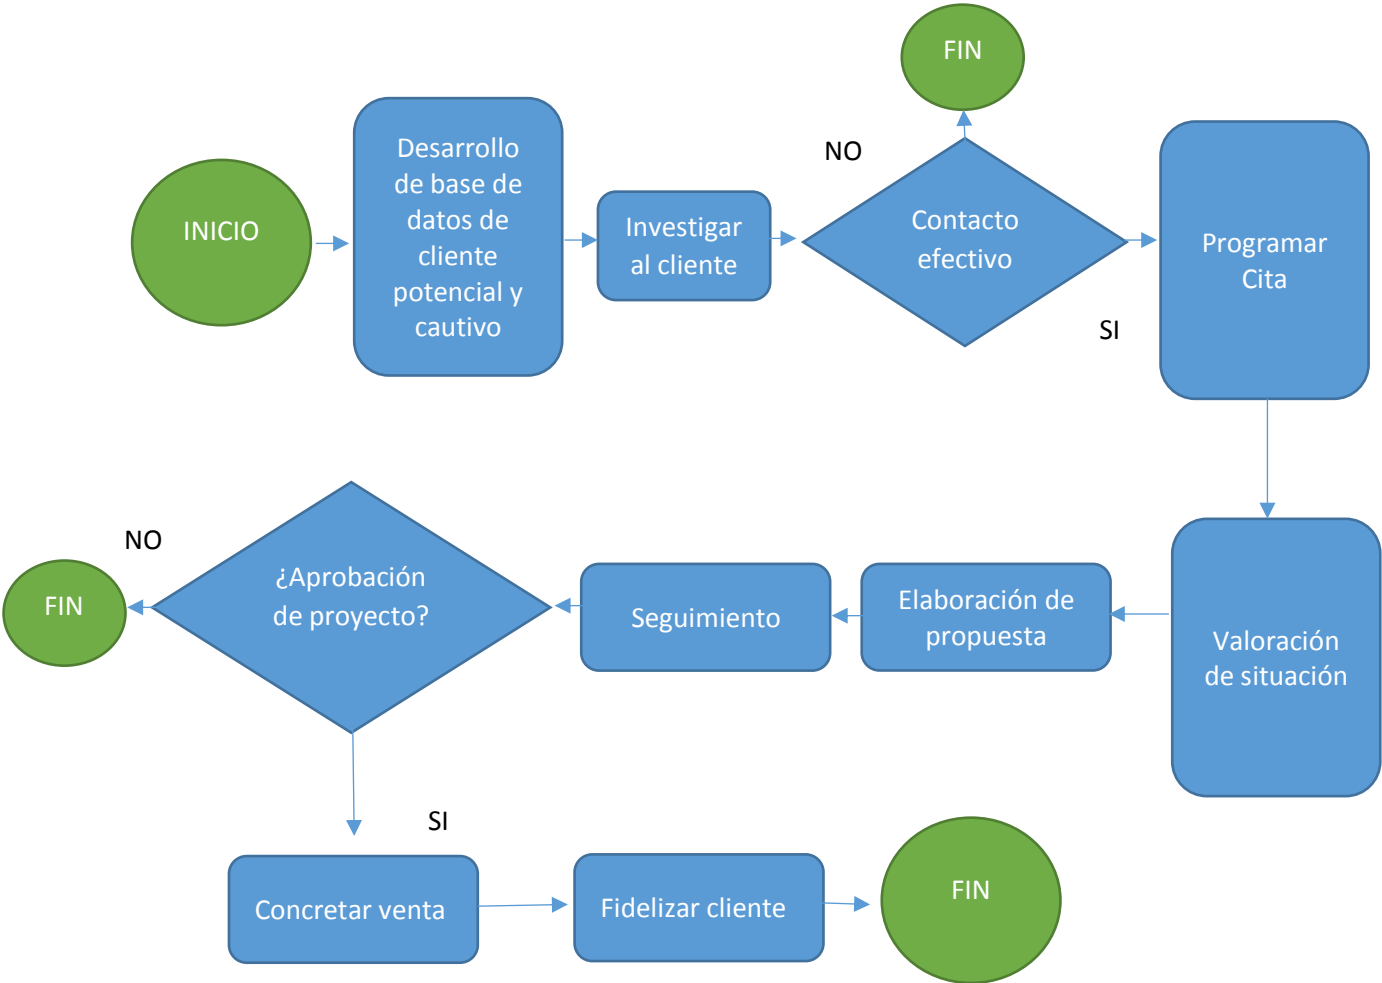 INICIO
Desarrollo
de base de
datos de
cliente
potencial y
cautivo
Investigar
al cliente
Contacto
efectivo
NO
FIN
SI
Programar
Cita
Valoración
de situación
Elaboración de
propuesta
Seguimiento
¿Aprobación
de proyecto?
NO
FIN
SI
Concretar venta
Fidelizar cliente
FIN